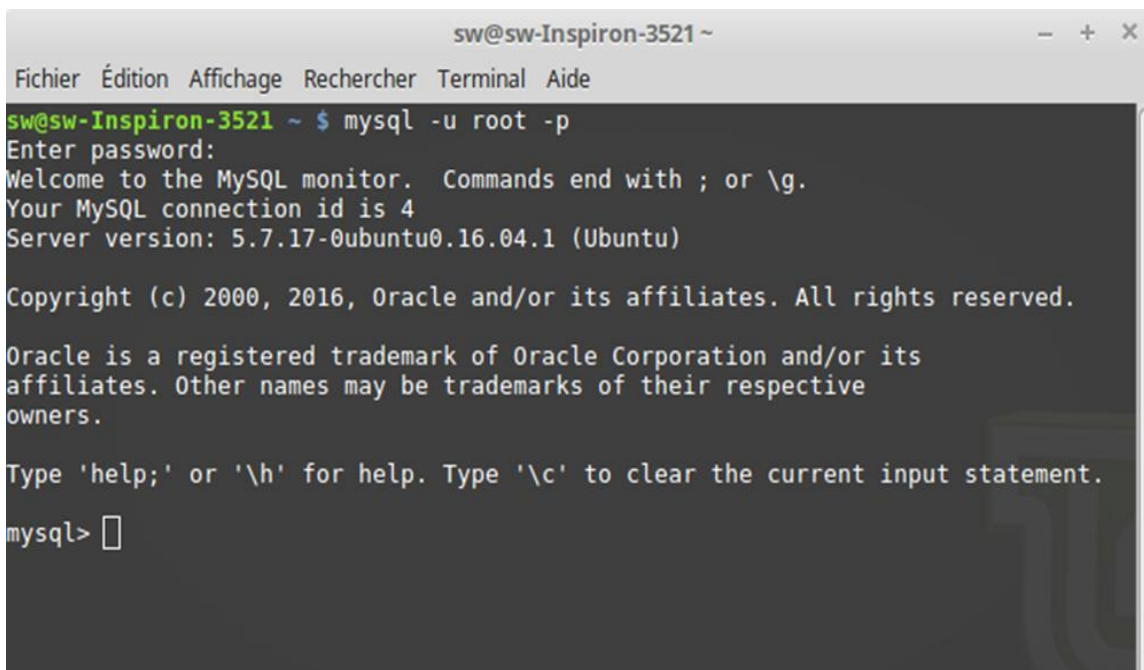 sw@sw-Inspiron-3521 ~
Fichier Édition Affichage Rechercher Terminal Aide
sw@sw-Inspiron-3521 ~ $ mysql -u root -p
Enter password:
Welcome to the MySQL monitor.  Commands end with ; or \g.
Your MySQL connection id is 4
Server version: 5.7.17-0ubuntu0.16.04.1 (Ubuntu)
Copyright (c) 2000, 2016, Oracle and/or its affiliates. All rights reserved.
Oracle is a registered trademark of Oracle Corporation and/or its
affiliates. Other names may be trademarks of their respective
owners.
Type 'help;' or '\h' for help. Type '\c' to clear the current input statement.
mysql>